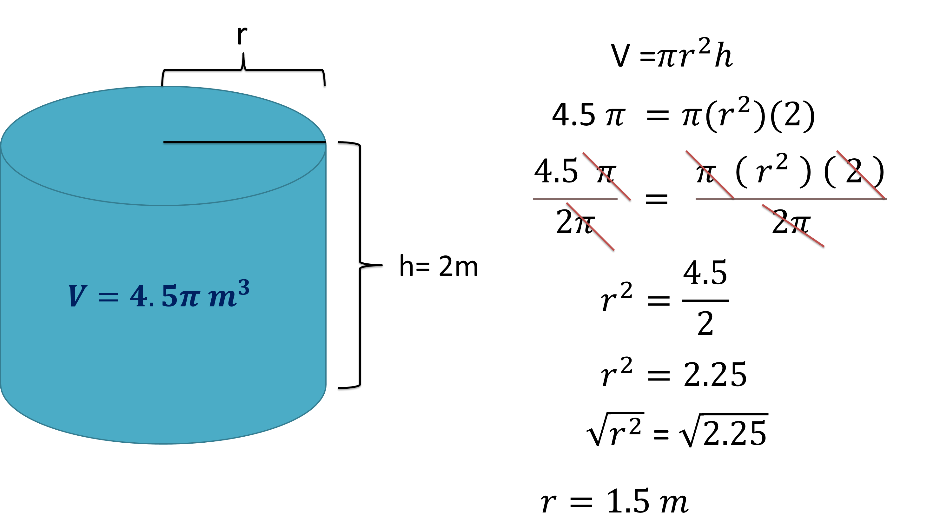 r
h= 2m
V = 4.5π m³
V =πr²h
4.5 π = π(r²)(2)
4.5 π / 2π = π ( r² ) ( 2 ) / 2π
r² = 4.5 / 2
r² = 2.25
√r² = √2.25
r = 1.5 m